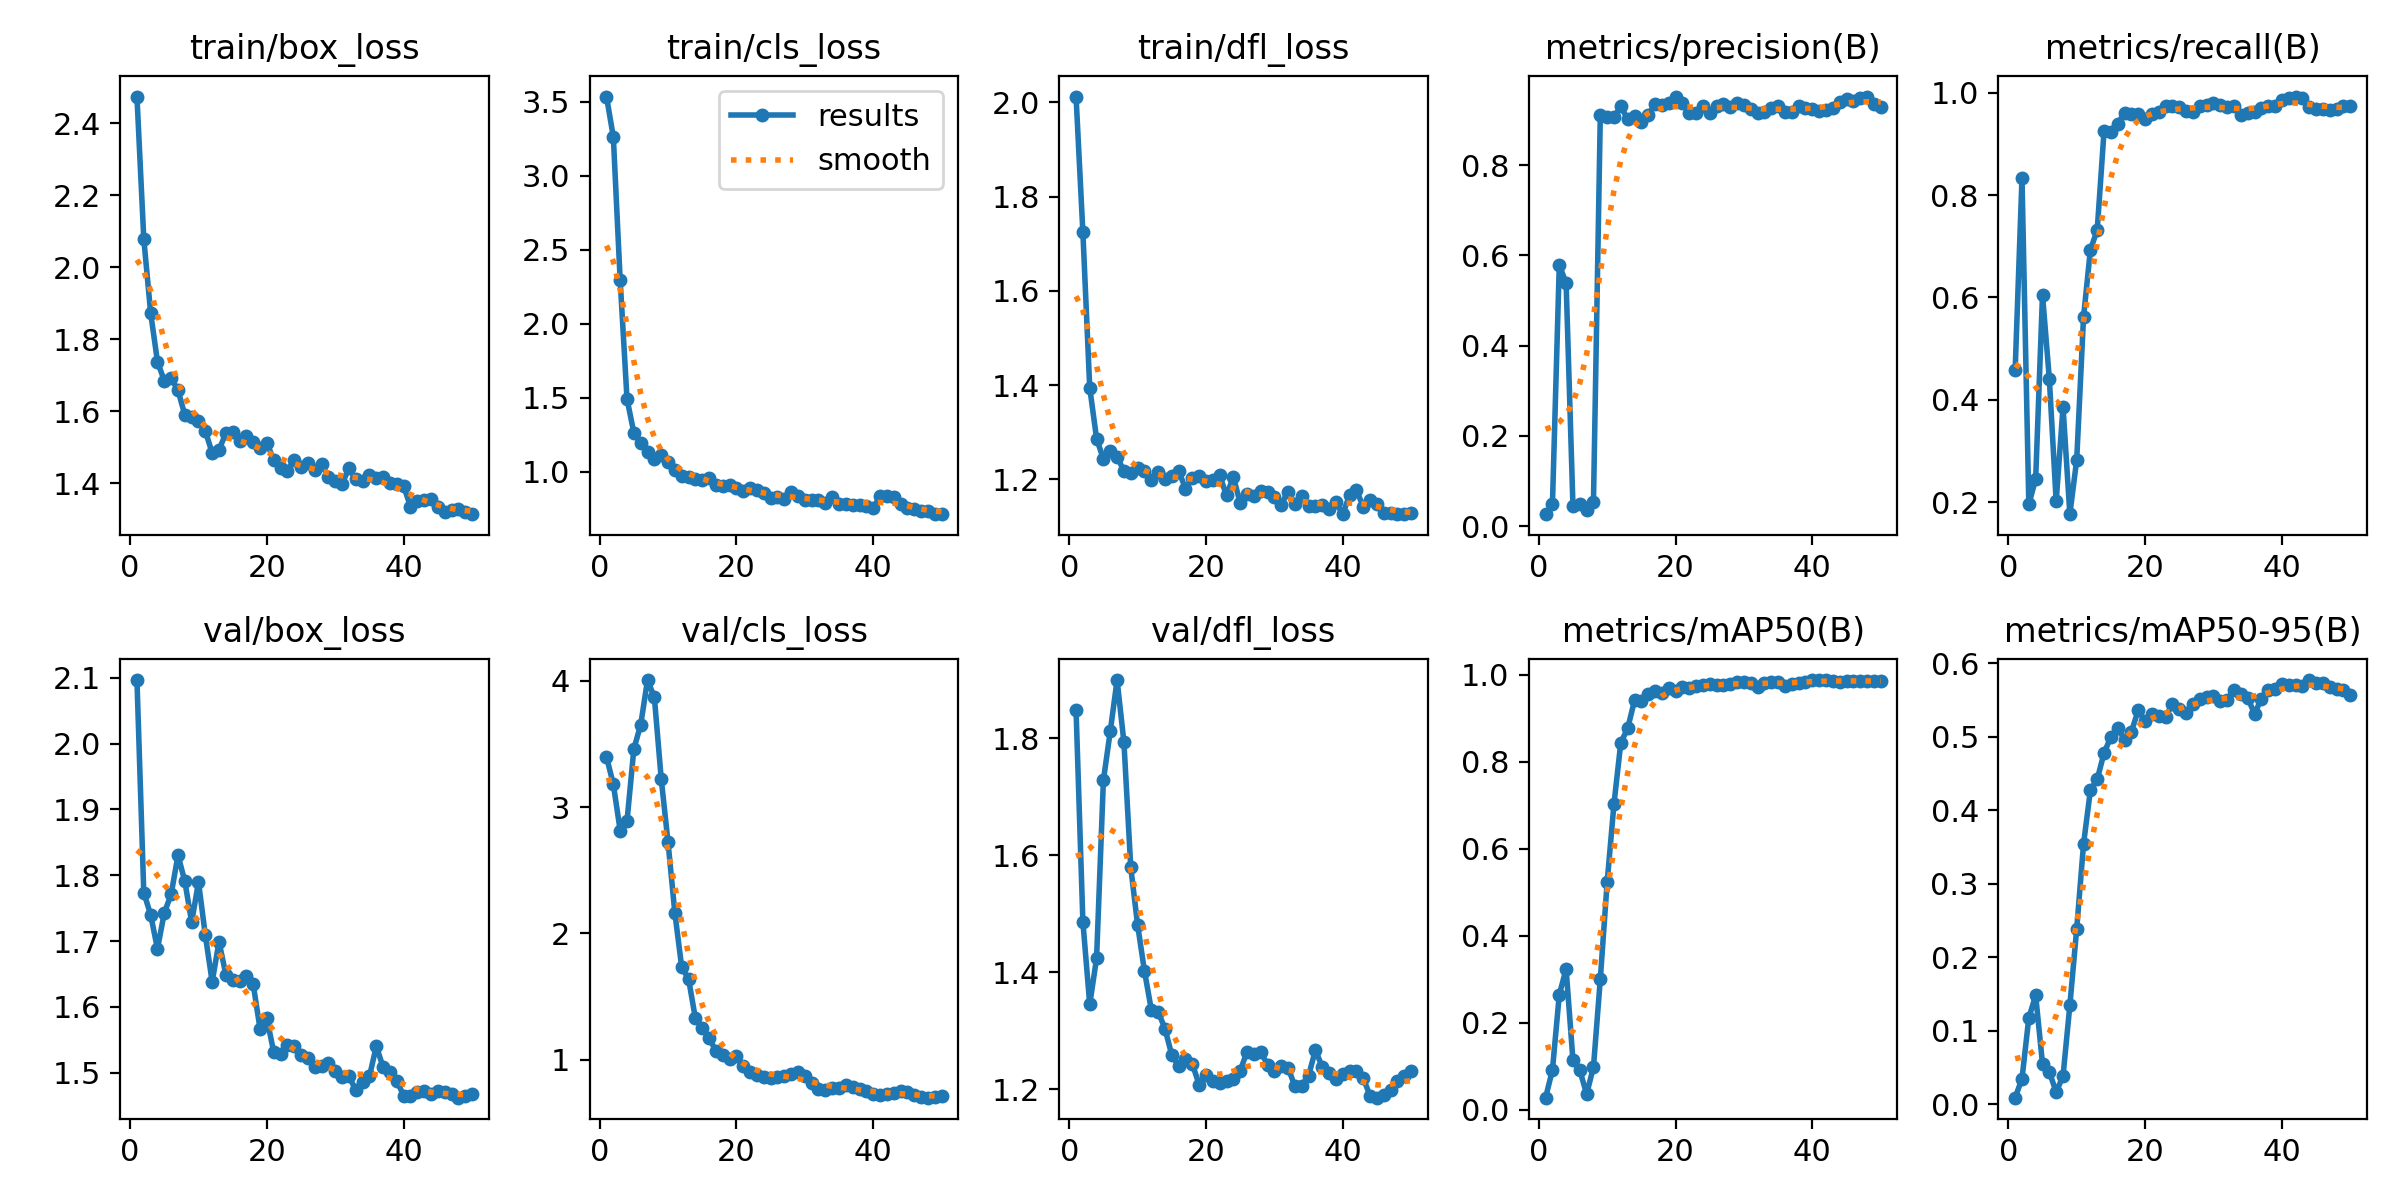 train/box_loss
2.4
2.2
2.0
1.8
1.6
1.4
0 20 40
train/cls_loss
results
smooth
3.5
3.0
2.5
2.0
1.5
1.0
0 20 40
train/dfl_loss
2.0
1.8
1.6
1.4
1.2
0 20 40
metrics/precision(B)
0.8
0.6
0.4
0.2
0.0
0 20 40
metrics/recall(B)
1.0
0.8
0.6
0.4
0.2
0 20 40
val/box_loss
2.1
2.0
1.9
1.8
1.7
1.6
1.5
0 20 40
val/cls_loss
4
3
2
1
0 20 40
val/dfl_loss
1.8
1.6
1.4
1.2
0 20 40
metrics/mAP50(B)
1.0
0.8
0.6
0.4
0.2
0.0
0 20 40
metrics/mAP50-95(B)
0.6
0.5
0.4
0.3
0.2
0.1
0.0
0 20 40